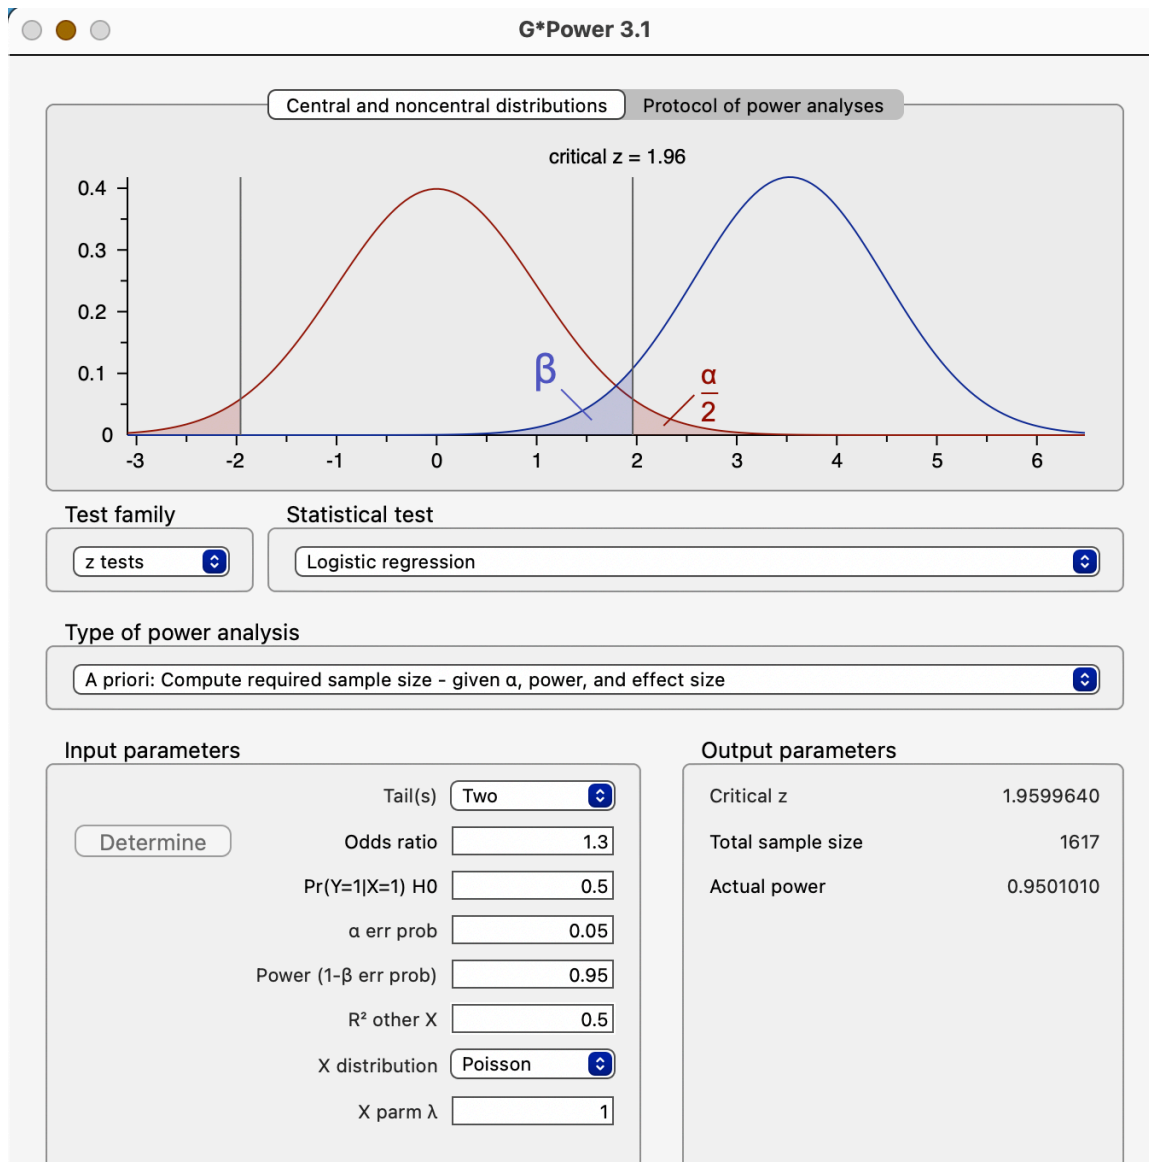 G*Power 3.1
Central and noncentral distributions
Protocol of power analyses
critical z = 1.96
0.4
0.3
0.2
0.1
0
β
α
2
-3 -2 -1 0 1 2 3 4 5 6
Test family
Statistical test
z tests
Logistic regression
Type of power analysis
A priori: Compute required sample size - given α, power, and effect size
Input parameters
Tail(s) Two
Determine
Odds ratio 1.3
Pr(Y=1|X=1) H0 0.5
α err prob 0.05
Power (1-β err prob) 0.95
R² other X 0.5
X distribution Poisson
X parm λ 1
Output parameters
Critical z 1.9599640
Total sample size 1617
Actual power 0.9501010